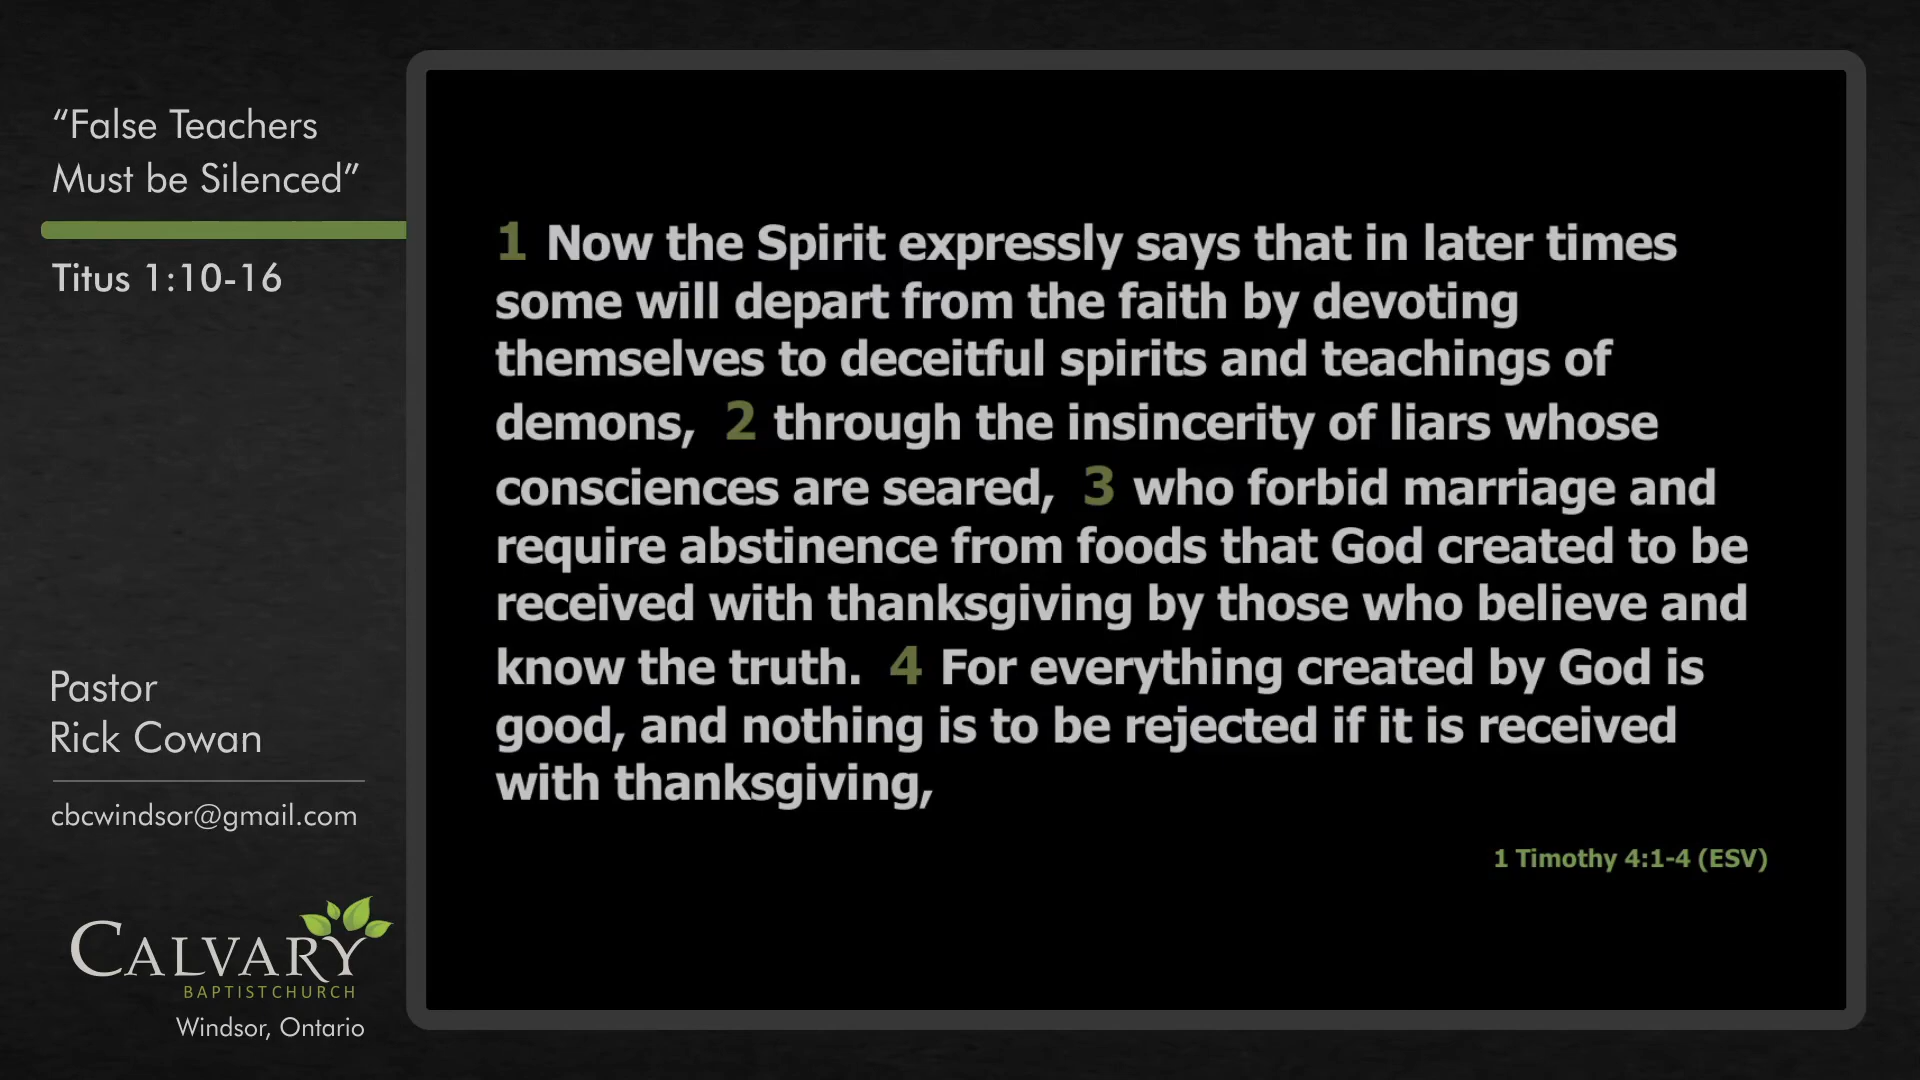 “False Teachers
Must be Silenced”
Titus 1:10-16
Pastor
Rick Cowan
cbcwindsor@gmail.com
CALVARY
BAPTISTCHURCH
Windsor, Ontario
1 Now the Spirit expressly says that in later times
some will depart from the faith by devoting
themselves to deceitful spirits and teachings of
demons, 2 through the insincerity of liars whose
consciences are seared, 3 who forbid marriage and
require abstinence from foods that God created to be
received with thanksgiving by those who believe and
know the truth. 4 For everything created by God is
good, and nothing is to be rejected if it is received
with thanksgiving,
1 Timothy 4:1-4 (ESV)